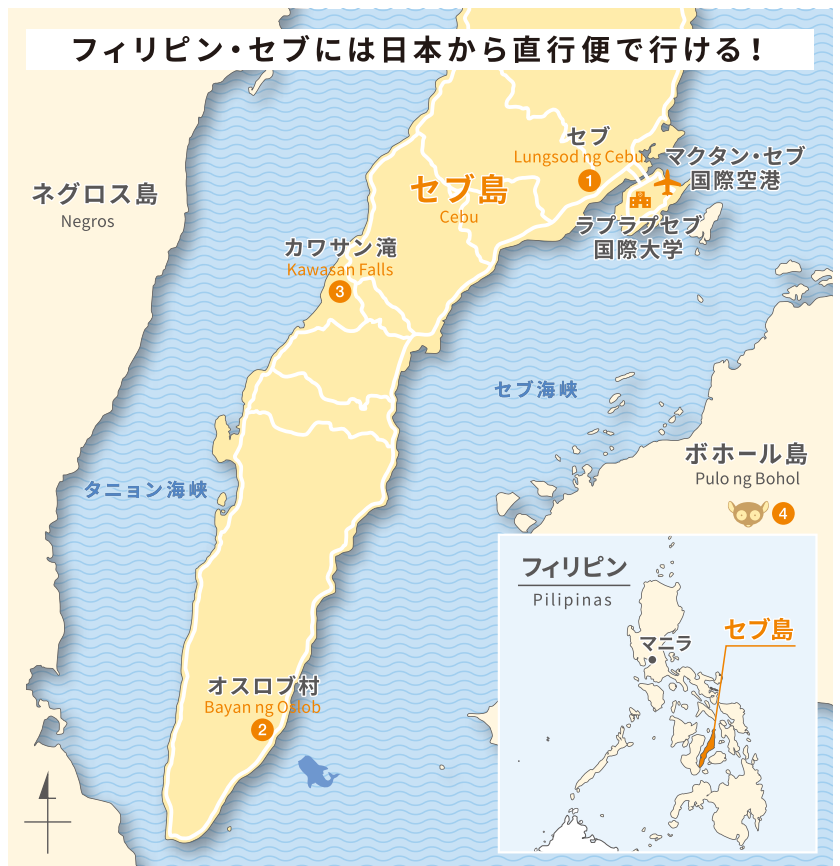 フィリピン・セブには日本から直行便で行ける！
セブ
Lungsod ng Cebu
1
マクタン・セブ
国際空港
セブ島
Cebu
ネグロス島
Negros
ラプラプセブ
国際大学
カワサン滝
Kawasan Falls
3
セブ海峡
タニョン海峡
ボホール島
Pulo ng Bohol
4
フィリピン
Pilipinas
セブ島
マニラ
オスロブ村
Bayan ng Oslob
2